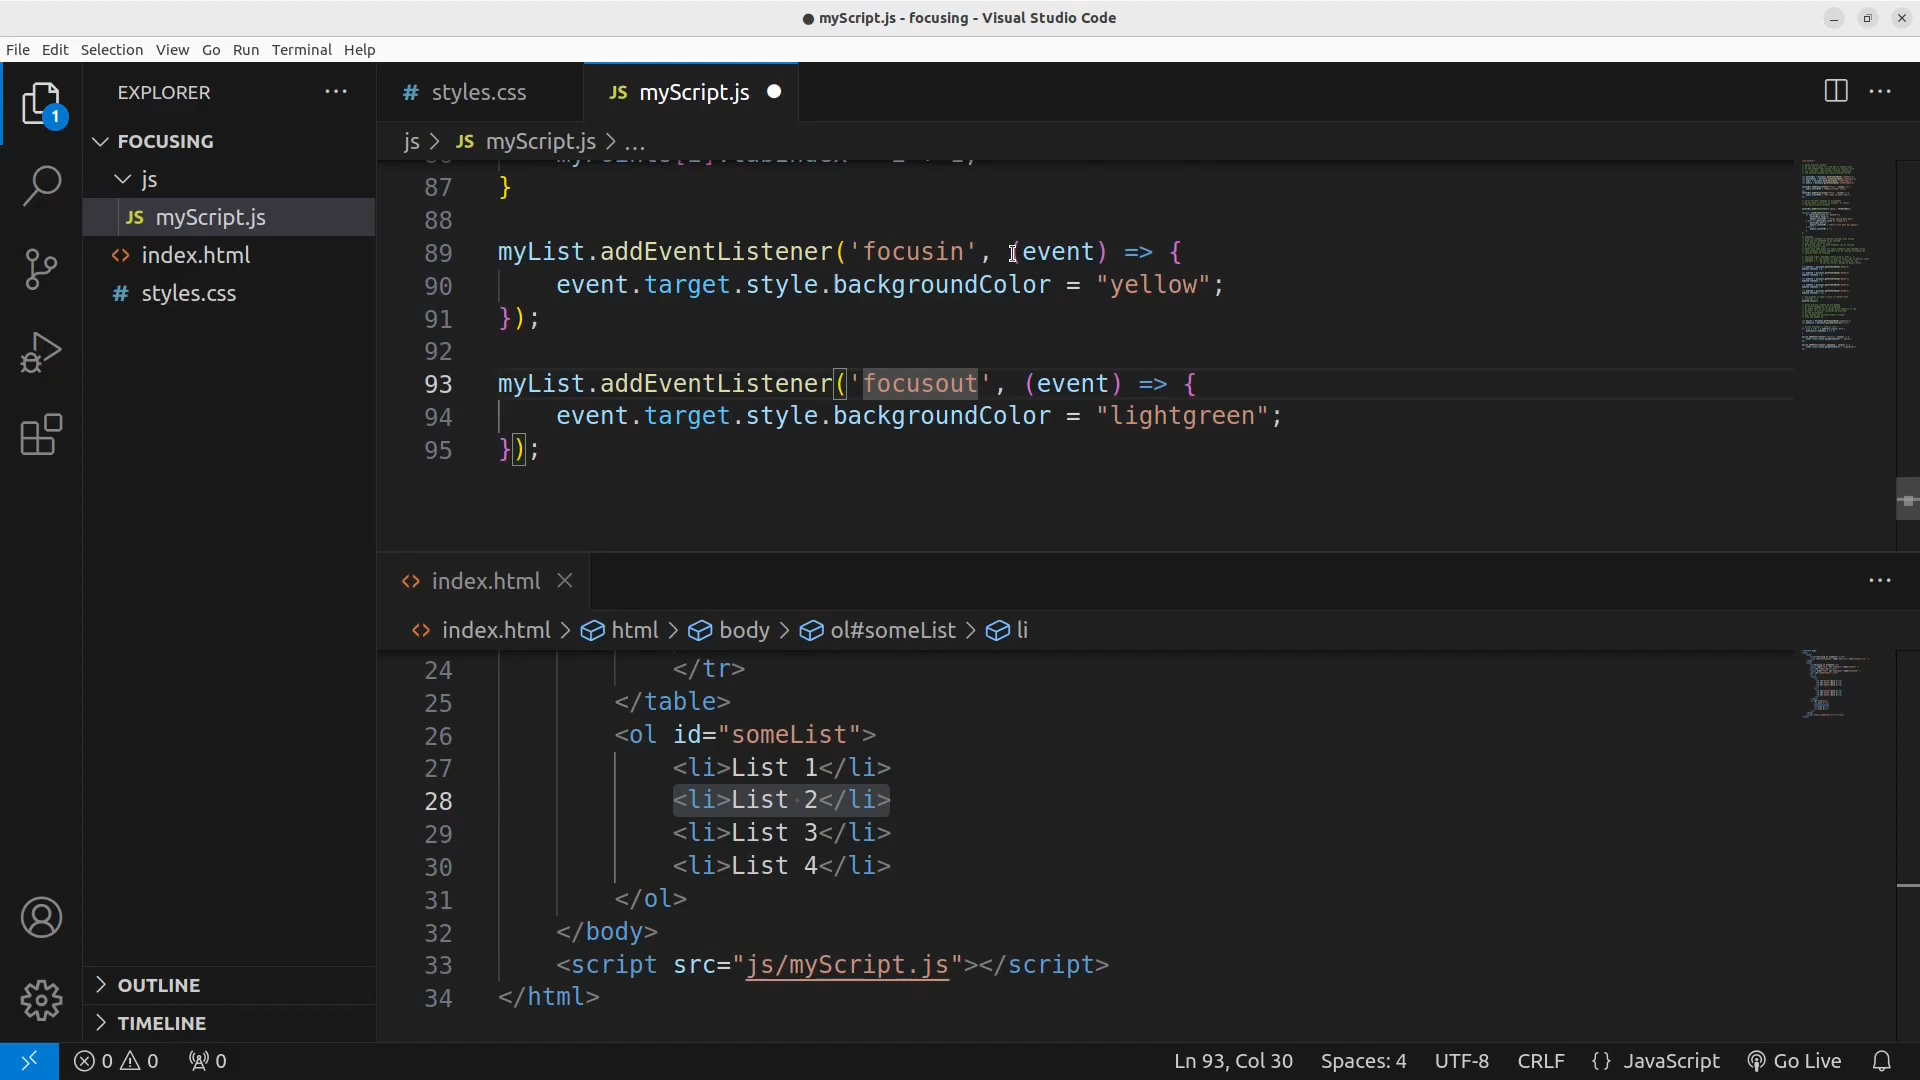 myScript.js - focusing - Visual Studio Code
File Edit Selection View Go Run Terminal Help
1
EXPLORER
FOCUSING
js
JS myScript.js
index.html
# styles.css
OUTLINE
TIMELINE
# styles.css
JS myScript.js
js > JS myScript.js > ...
87 }
88
89 myList.addEventListener('focusin', (event) => {
90 event.target.style.backgroundColor = "yellow";
91 });
92
93 myList.addEventListener('focusout', (event) => {
94 event.target.style.backgroundColor = "lightgreen";
95 });
index.html
index.html > html > body > ol#someList > li
24 </tr>
25 </table>
26 <ol id="someList">
27 <li>List 1</li>
28 <li>List 2</li>
29 <li>List 3</li>
30 <li>List 4</li>
31 </ol>
32 </body>
33 <script src="js/myScript.js"></script>
34 </html>
0 0 0 Ln 93, Col 30 Spaces: 4 UTF-8 CRLF {} JavaScript Go Live